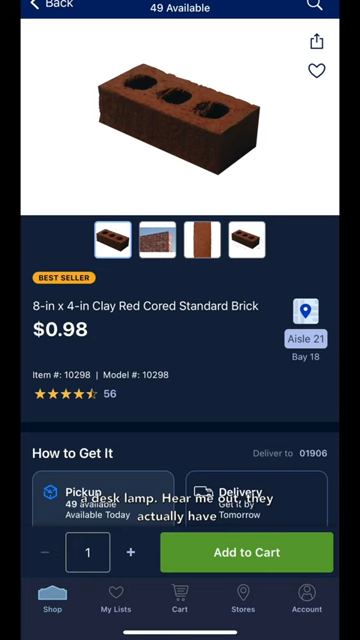 Back
49 Available
BEST SELLER
8-in x 4-in Clay Red Cored Standard Brick
$0.98
Aisle 21
Bay 18
Item #: 10298 | Model #: 10298
56
How to Get It
Deliver to 01906
Pickup
49 available
Available Today
Delivery
Get it by
Tomorrow
a desk lamp. Hear me out, they
actually have
− 1 +
Add to Cart
Shop
My Lists
Cart
Stores
Account